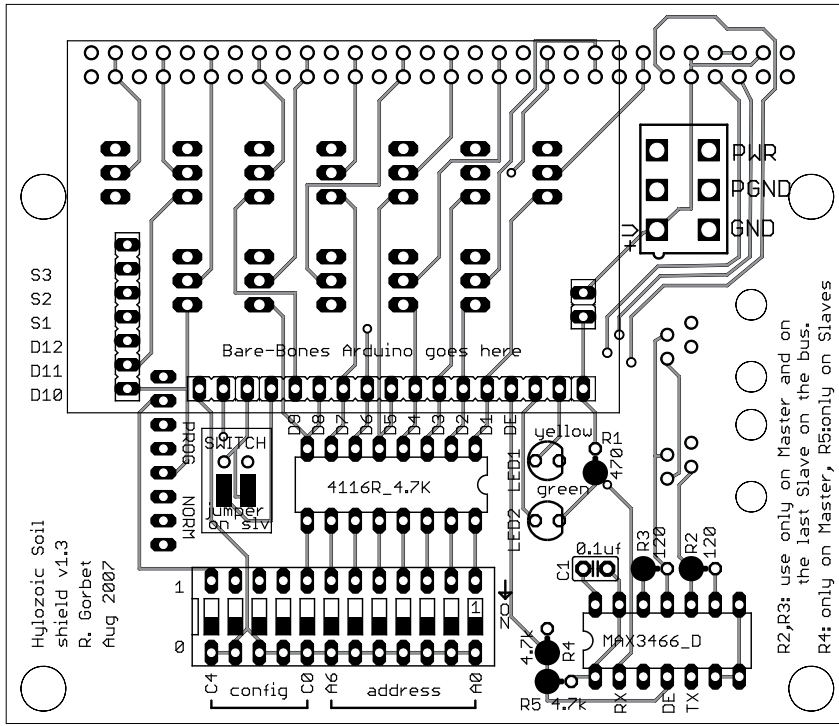 PWR
PGND
GND
+V
S3
S2
S1
D12
D11
D10
Bare-Bones Arduino goes here
D9
D8
D7
D6
D5
D4
D3
D2
D1
DE
PROG
NORM
SWITCH
jumper
on slv
4116R_4.7K
yellow
LED1
green
LED2
R1
470
Hylozoic Soil
shield v1.3
R. Gorbet
Aug 2007
1
0
1
ON
C4
config
C0
A6
address
A0
0.1uf
C1
R3
120
R2
120
MAX3466_D
4.7k
R4
R5 4.7k
RX
DE
TX
R2,R3: use only on Master and on
the last Slave on the bus.
R4: only on Master, R5:only on Slaves